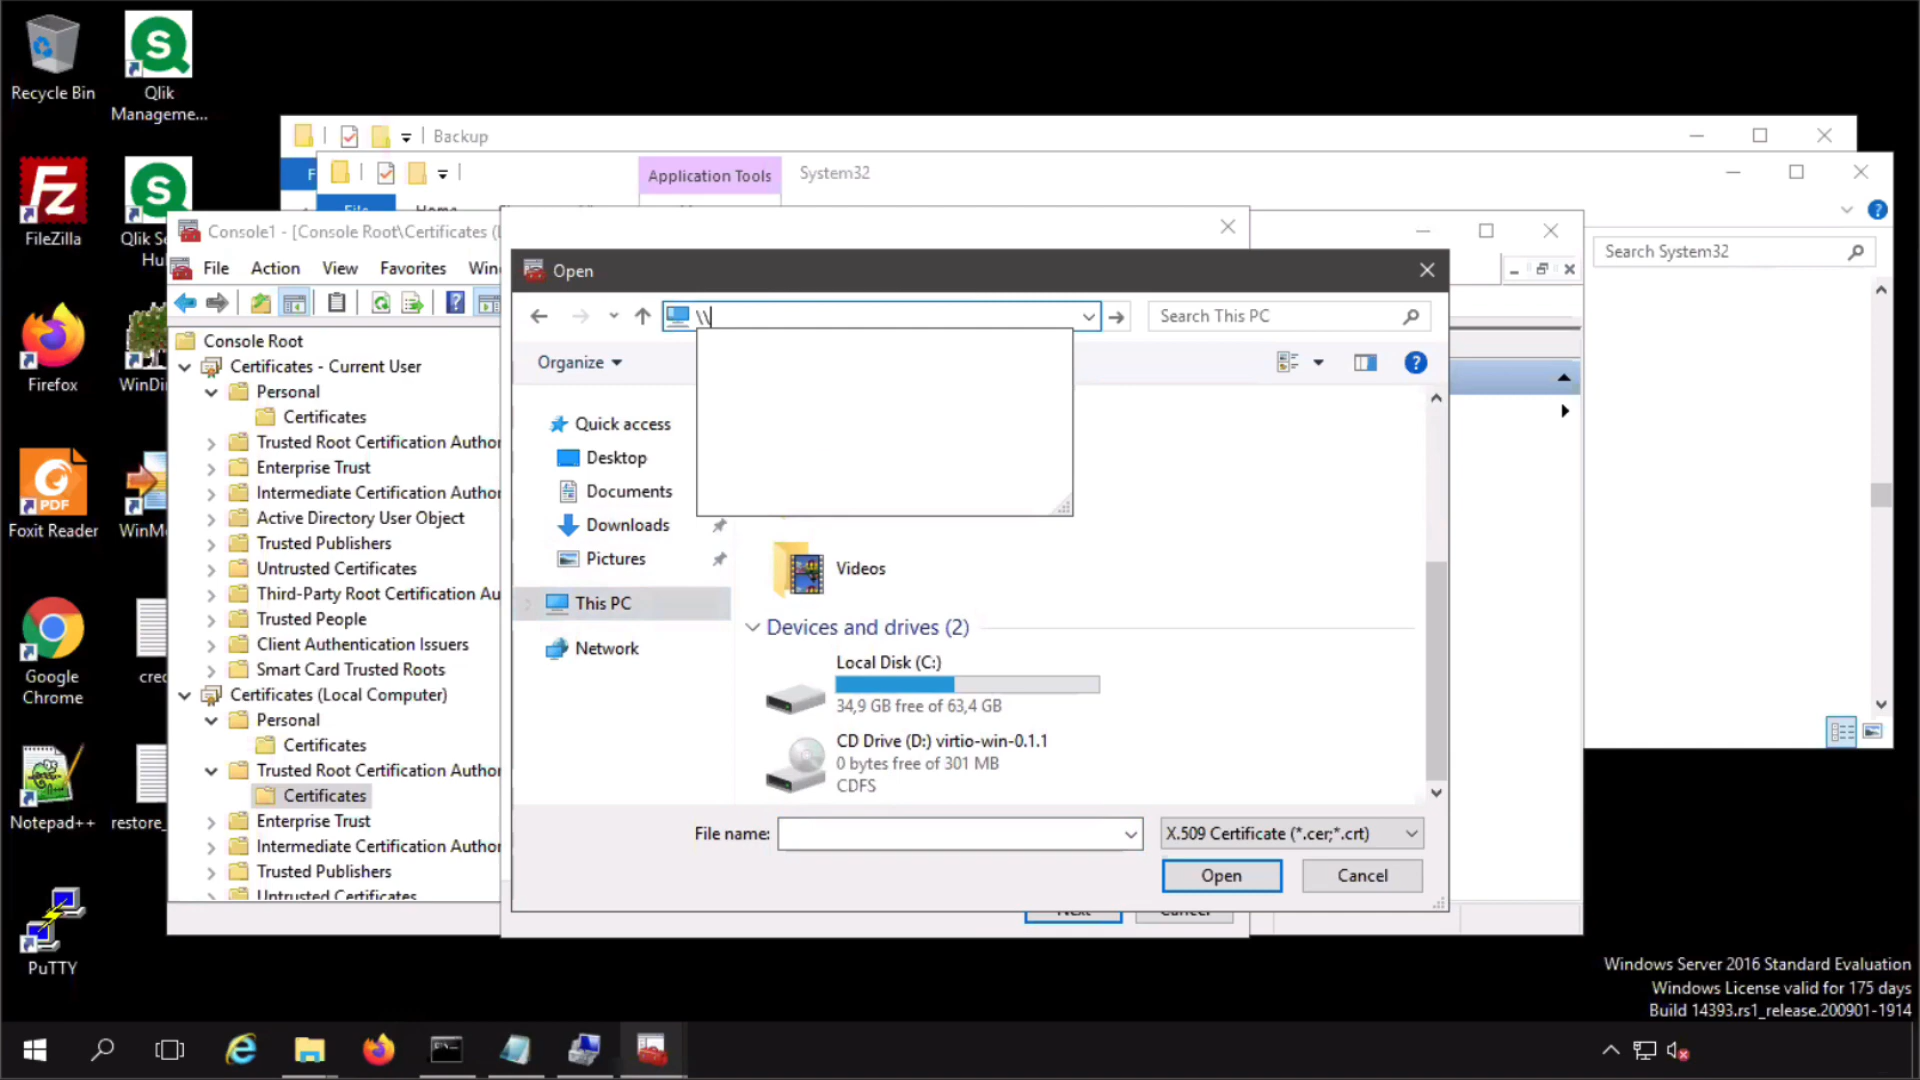 Recycle Bin
Qlik
Manageme...
FileZilla
Qlik Se
Hu
Firefox
WinDi
Foxit Reader
WinM
Google
Chrome
cred
Notepad++
restore_
PuTTY
Backup
Application Tools
System32
File
Search System32
Console1 - [Console Root\Certificates (
File Action View Favorites Win
Console Root
Certificates - Current User
Personal
Certificates
Trusted Root Certification Author
Enterprise Trust
Intermediate Certification Author
Active Directory User Object
Trusted Publishers
Untrusted Certificates
Third-Party Root Certification Au
Trusted People
Client Authentication Issuers
Smart Card Trusted Roots
Certificates (Local Computer)
Personal
Certificates
Trusted Root Certification Author
Certificates
Enterprise Trust
Intermediate Certification Author
Trusted Publishers
Untrusted Certificates
Open
\\
Search This PC
Organize
Quick access
Desktop
Documents
Downloads
Pictures
This PC
Network
Videos
Devices and drives (2)
Local Disk (C:)
34,9 GB free of 63,4 GB
CD Drive (D:) virtio-win-0.1.1
0 bytes free of 301 MB
CDFS
File name:
X.509 Certificate (*.cer;*.crt)
Open
Cancel
Next
Cancel
Windows Server 2016 Standard Evaluation
Windows License valid for 175 days
Build 14393.rs1_release.200901-1914